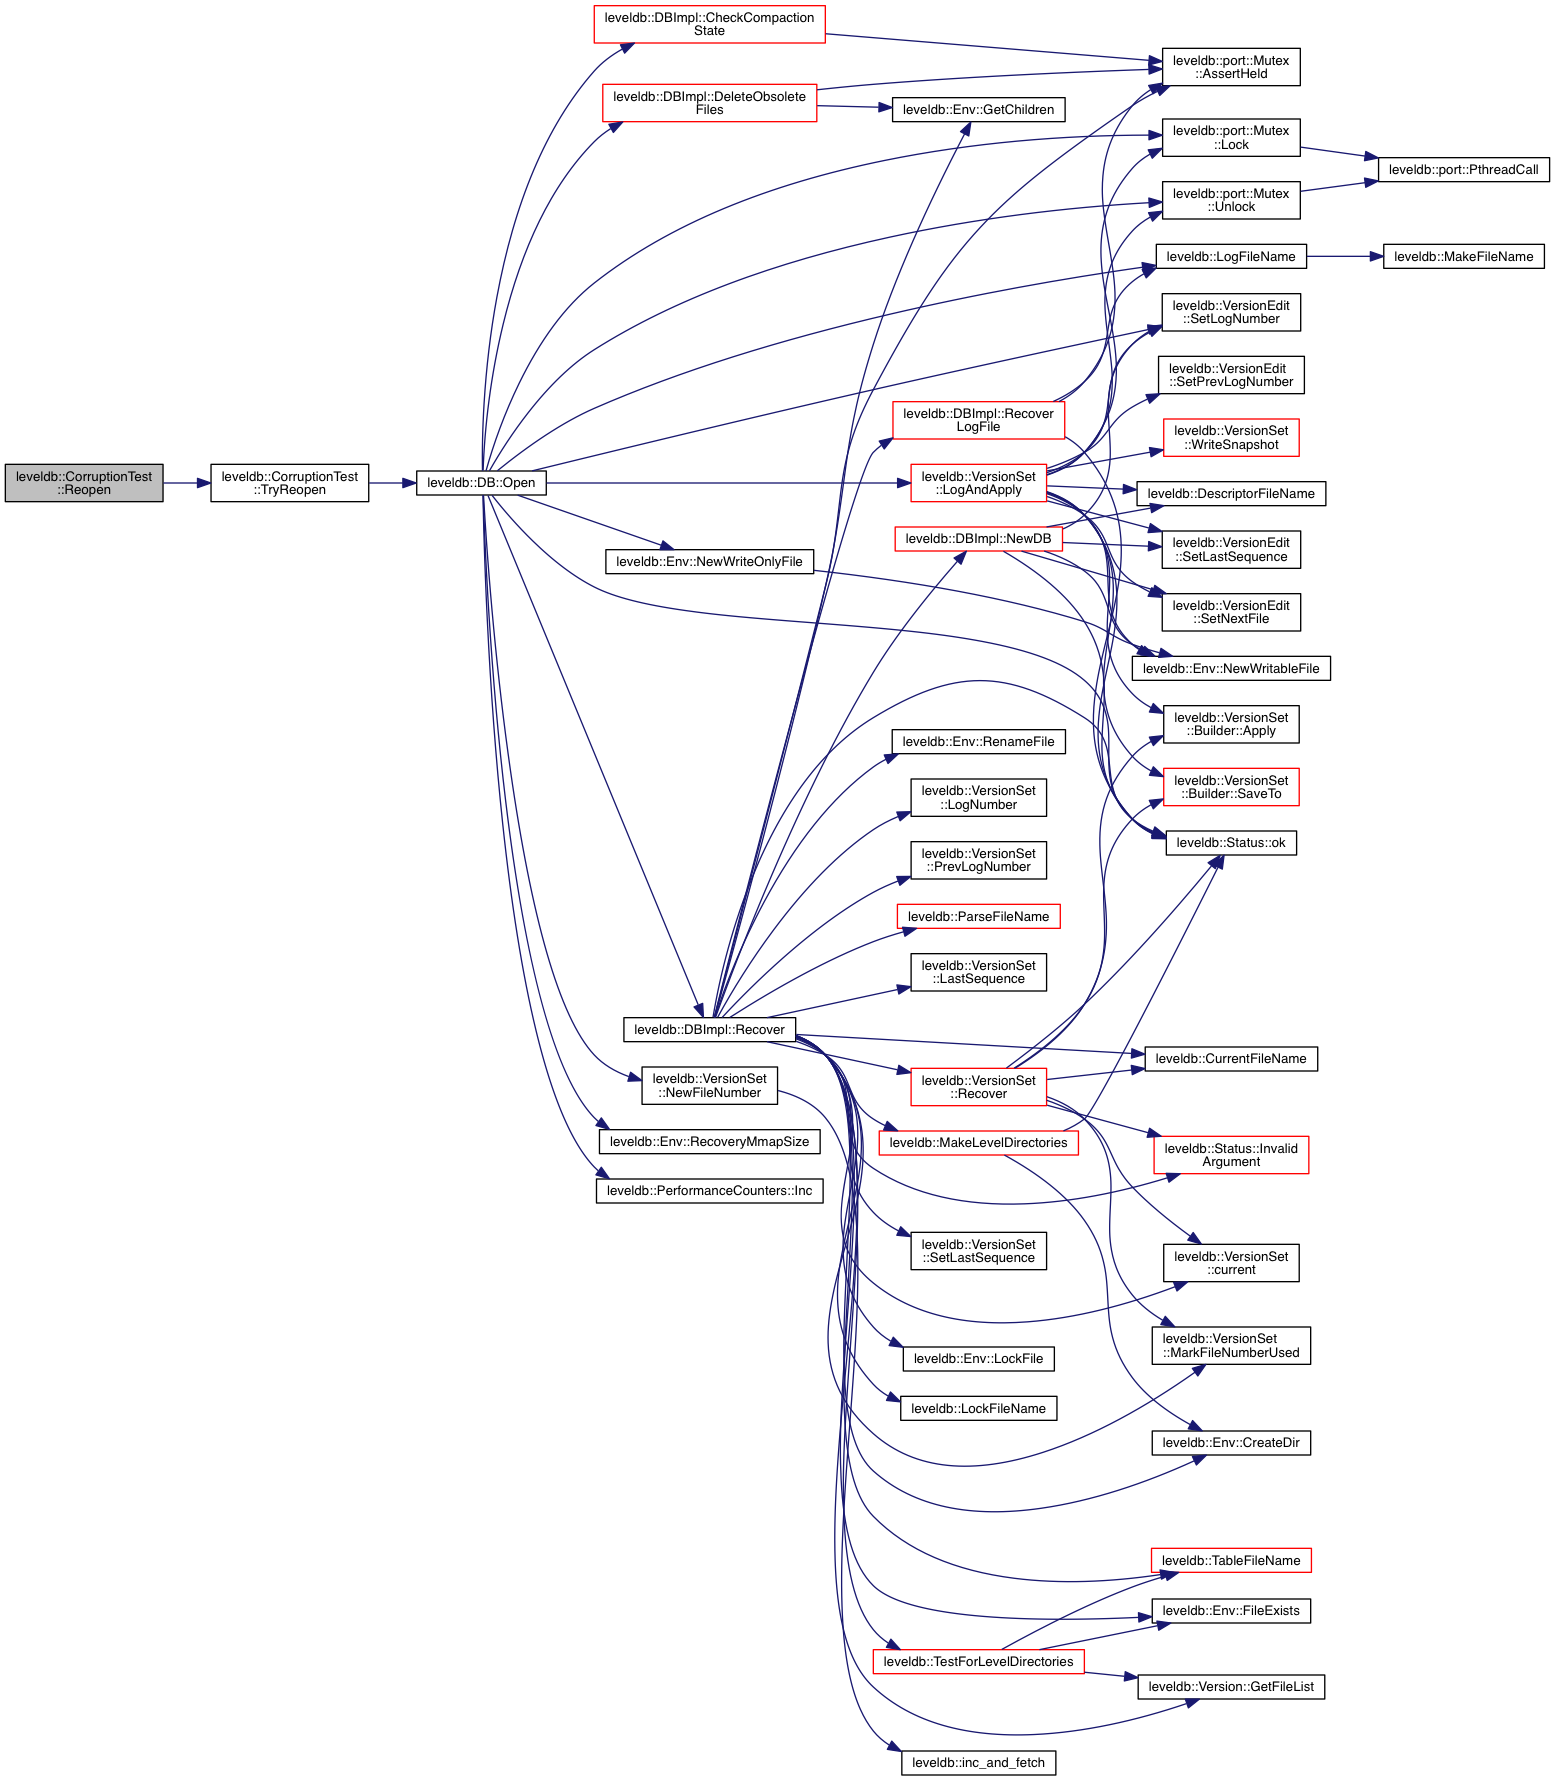 leveldb::CorruptionTest
::Reopen
leveldb::CorruptionTest
::TryReopen
leveldb::DB::Open
leveldb::DBImpl::CheckCompaction
State
leveldb::DBImpl::DeleteObsolete
Files
leveldb::Env::NewWriteOnlyFile
leveldb::DBImpl::Recover
leveldb::VersionSet
::NewFileNumber
leveldb::Env::RecoveryMmapSize
leveldb::PerformanceCounters::Inc
leveldb::Env::GetChildren
leveldb::DBImpl::Recover
LogFile
leveldb::VersionSet
::LogAndApply
leveldb::DBImpl::NewDB
leveldb::Env::RenameFile
leveldb::VersionSet
::LogNumber
leveldb::VersionSet
::PrevLogNumber
leveldb::ParseFileName
leveldb::VersionSet
::LastSequence
leveldb::VersionSet
::Recover
leveldb::MakeLevelDirectories
leveldb::VersionSet
::SetLastSequence
leveldb::Env::LockFile
leveldb::LockFileName
leveldb::TestForLevelDirectories
leveldb::inc_and_fetch
leveldb::port::Mutex
::AssertHeld
leveldb::port::Mutex
::Lock
leveldb::port::Mutex
::Unlock
leveldb::LogFileName
leveldb::VersionEdit
::SetLogNumber
leveldb::VersionEdit
::SetPrevLogNumber
leveldb::VersionSet
::WriteSnapshot
leveldb::DescriptorFileName
leveldb::VersionEdit
::SetLastSequence
leveldb::VersionEdit
::SetNextFile
leveldb::Env::NewWritableFile
leveldb::VersionSet
::Builder::Apply
leveldb::VersionSet
::Builder::SaveTo
leveldb::Status::ok
leveldb::CurrentFileName
leveldb::Status::Invalid
Argument
leveldb::VersionSet
::current
leveldb::VersionSet
::MarkFileNumberUsed
leveldb::Env::CreateDir
leveldb::TableFileName
leveldb::Env::FileExists
leveldb::Version::GetFileList
leveldb::port::PthreadCall
leveldb::MakeFileName